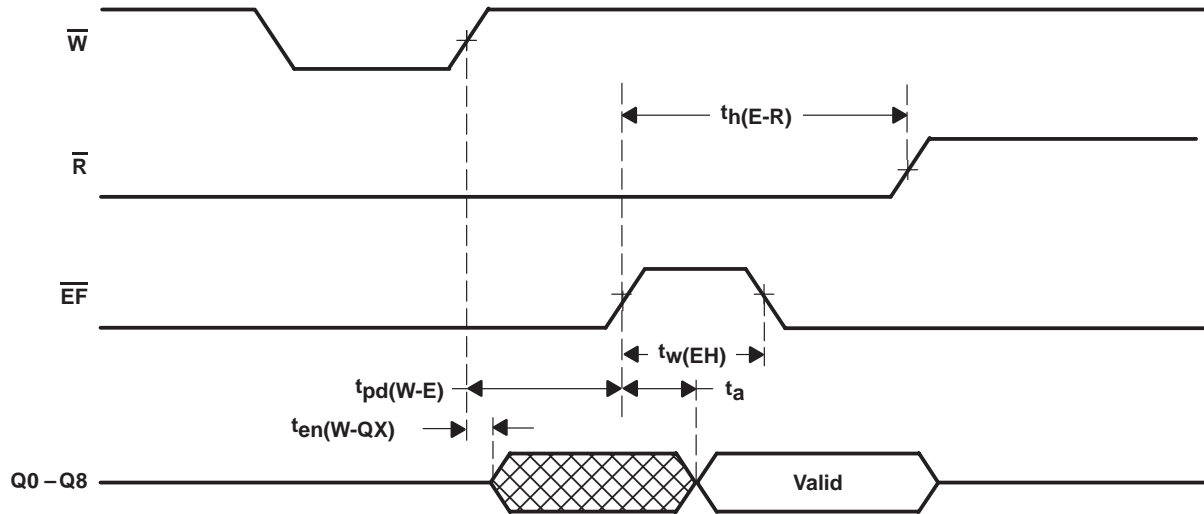 W
th(E-R)
R
EF
tw(EH)
tpd(W-E)
ta
ten(W-QX)
Q0 – Q8
Valid